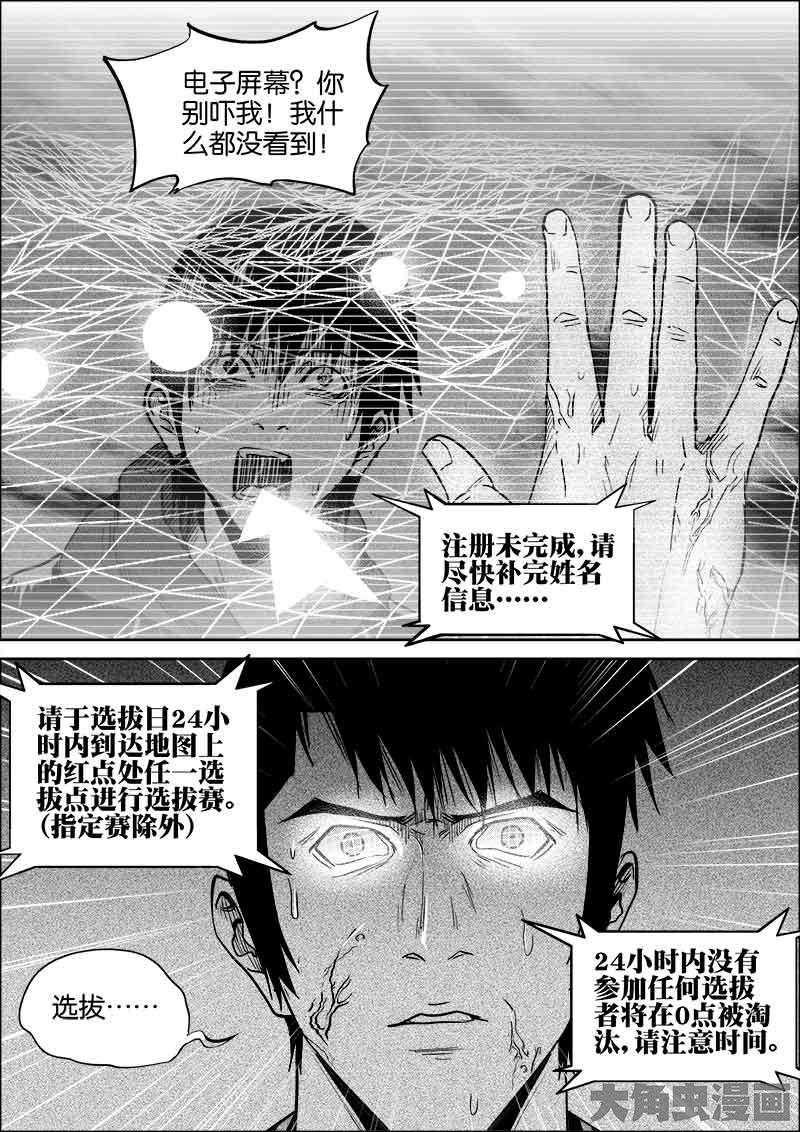 电子屏幕？你
别吓我！我什
么都没看到！
注册未完成，请
尽快补完姓名
信息……
请于选拔日24小
时内到达地图上
的红点处任一选
拔点进行选拔赛。
（指定赛除外）
选拔……
24小时内没有
参加任何选拔
者将在0点被淘
汰，请注意时间。
大角虫漫画